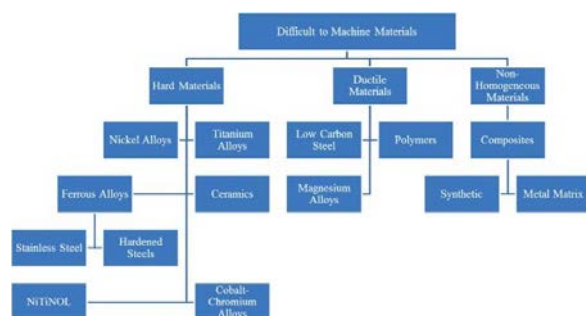 Difficult to Machine Materials
Hard Materials
Ductile
Materials
Non-
Homogeneous
Materials
Nickel Alloys
Titanium
Alloys
Low Carbon
Steel
Polymers
Composites
Ferrous Alloys
Ceramics
Magnesium
Alloys
Synthetic
Metal Matrix
Stainless Steel
Hardened
Steels
NiTiNOL
Cobalt-
Chromium
Alloys